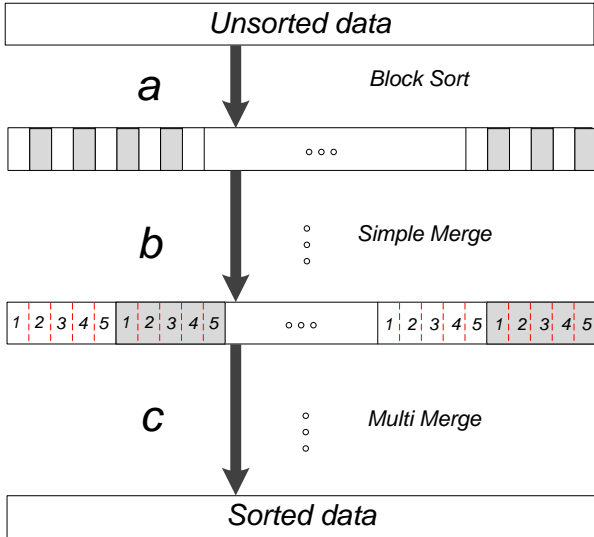 Unsorted data
a
Block Sort
b
Simple Merge
1 2 3 4 5 1 2 3 4 5 1 2 3 4 5 1 2 3 4 5
c
Multi Merge
Sorted data